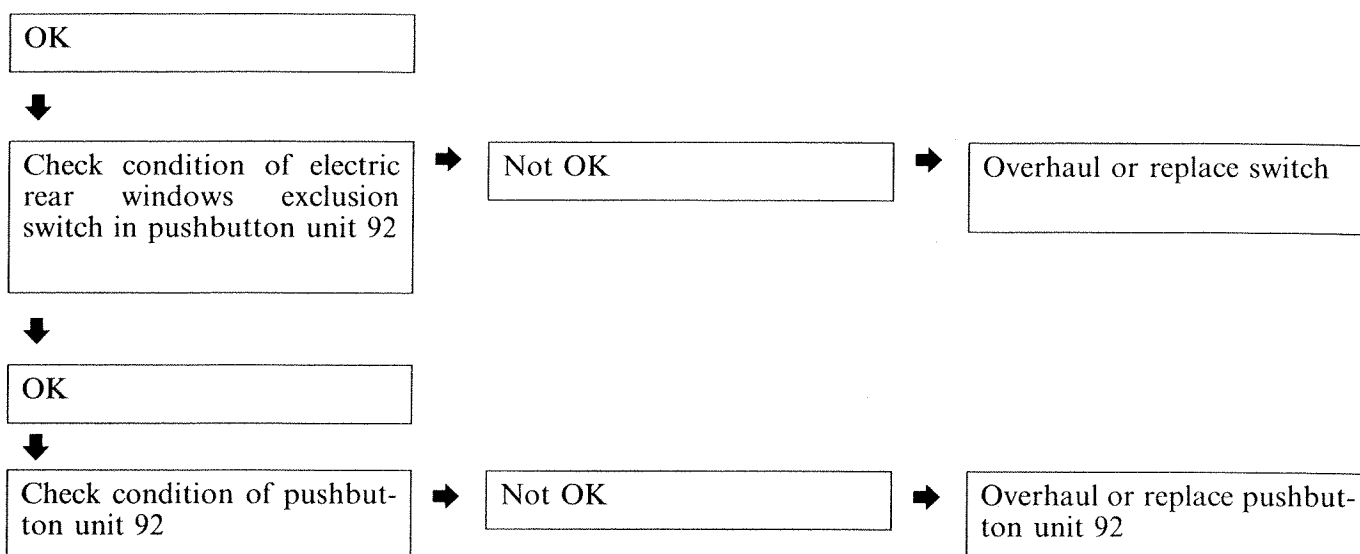 OK
Check condition of electric
rear windows exclusion
switch in pushbutton unit 92
Not OK
Overhaul or replace switch
OK
Check condition of pushbut-
ton unit 92
Not OK
Overhaul or replace pushbut-
ton unit 92